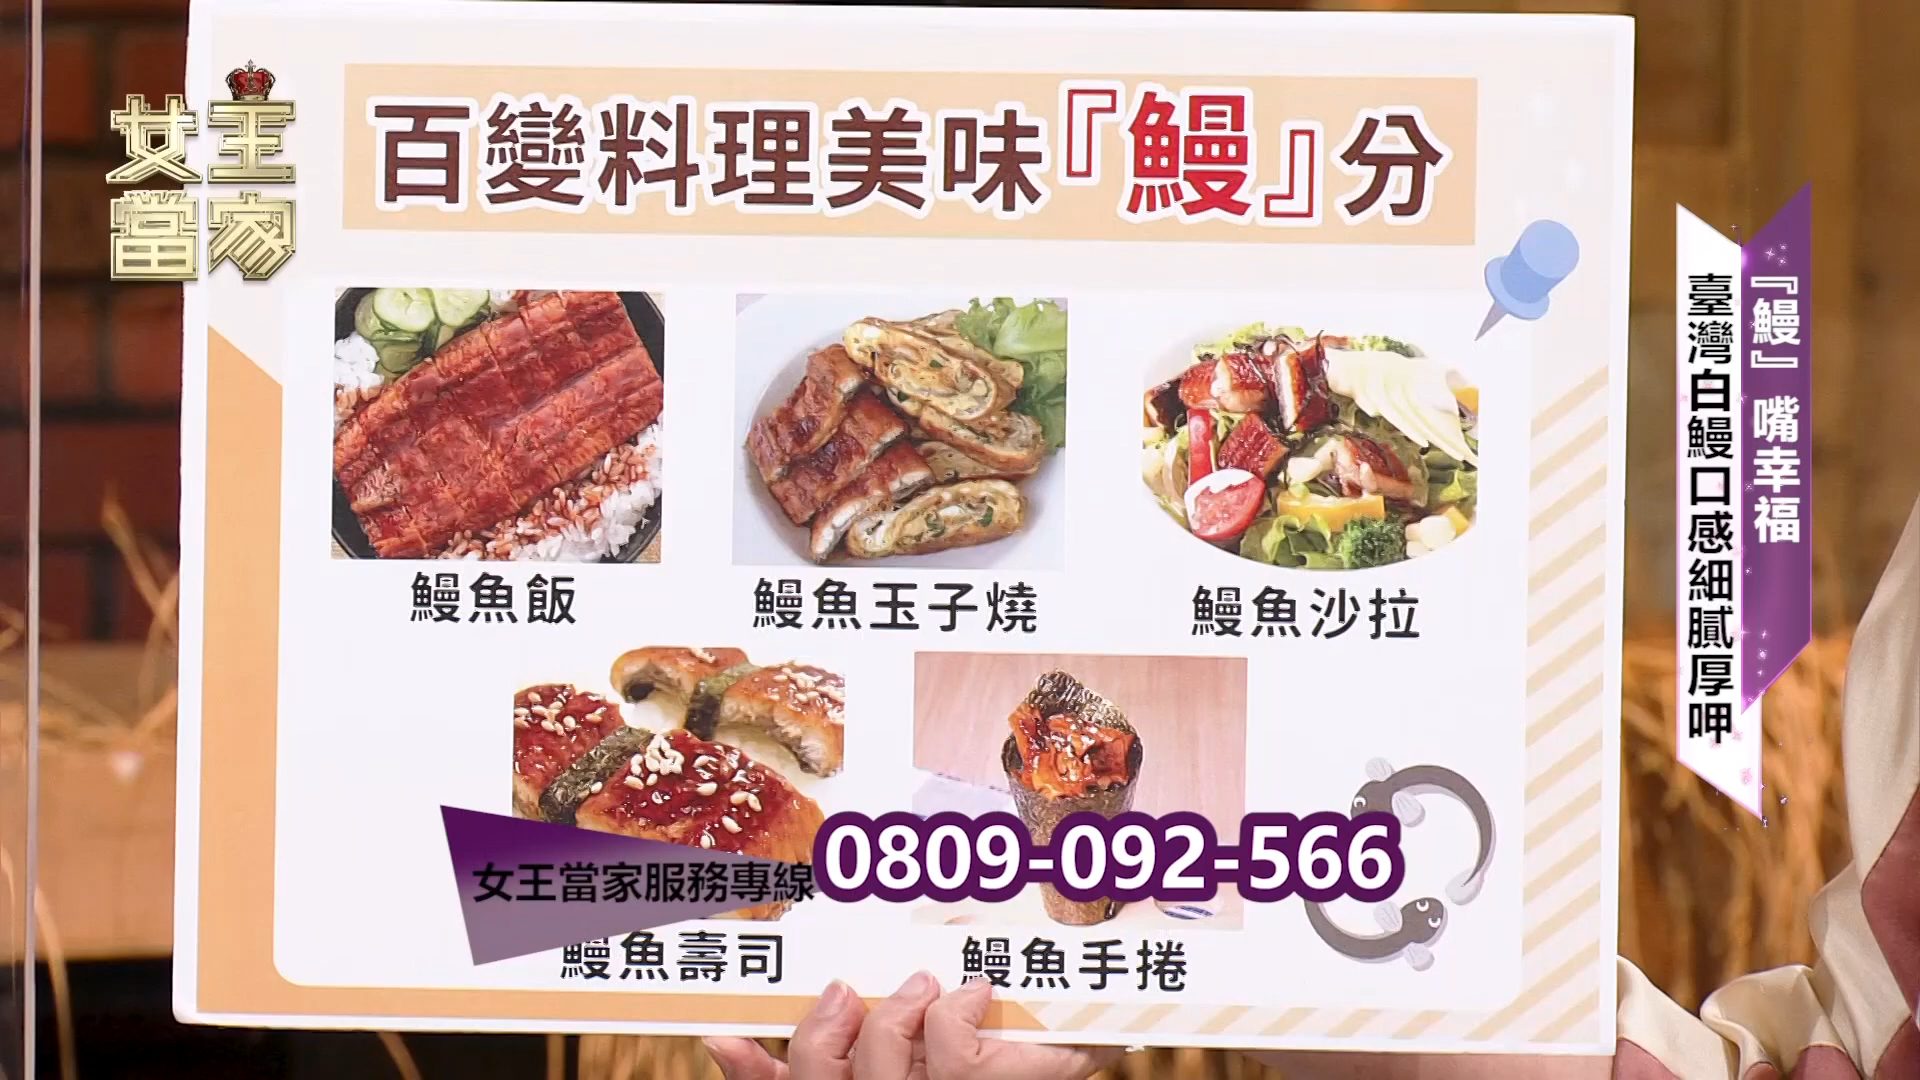 女王
當家
百變料理美味『鰻』分
鰻魚飯
鰻魚玉子燒
鰻魚沙拉
鰻魚壽司
鰻魚手捲
女王當家服務專線
0809-092-566
『鰻』嘴幸福
臺灣白鰻口感細膩厚呷